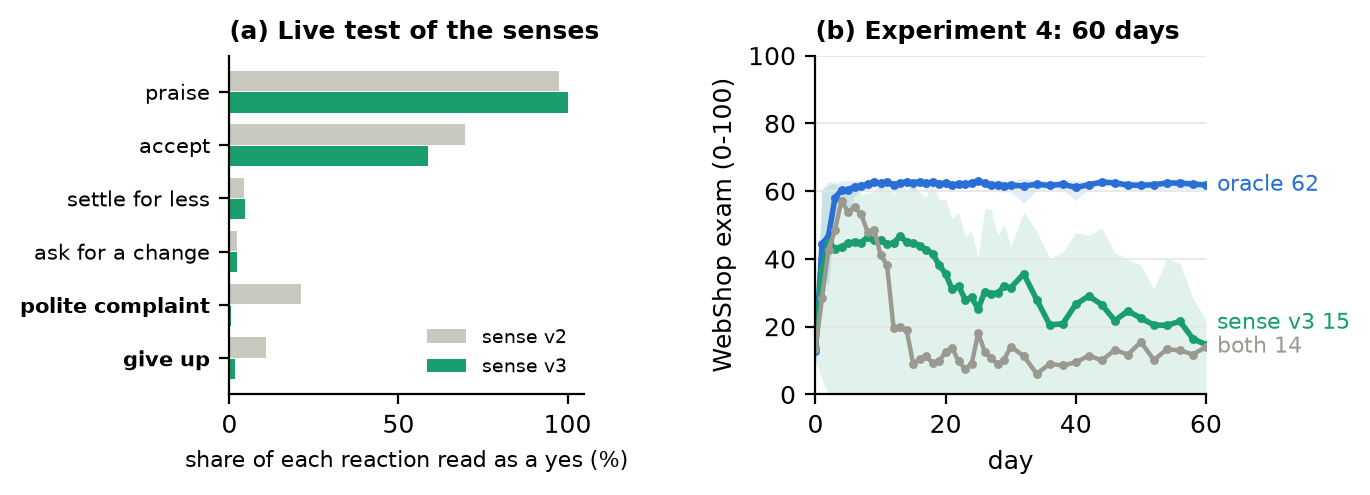 (a) Live test of the senses
praise
accept
settle for less
ask for a change
polite complaint
give up
sense v2
sense v3
0 50 100
share of each reaction read as a yes (%)
(b) Experiment 4: 60 days
WebShop exam (0-100)
100
80
60
40
20
0
oracle 62
sense v3 15
both 14
0 20 40 60
day